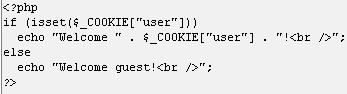 <?php
if (isset($_COOKIE["user"]))
  echo "Welcome " . $_COOKIE["user"] . "!<br />";
else
  echo "Welcome guest!<br />";
?>